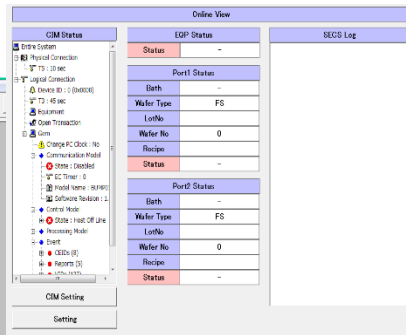 Online View
CIM Status
Entire System
Physical Connection
T5 : 10 sec
Logical Connection
Device ID : 0 (0x0000)
T3 : 45 sec
Equipment
Open Transaction
Gem
Change PC Clock : No
Communication Model
State : Disabled
EC Timer : 0
Model Name :
Software Revision : 1.
Control Model
State : Host Off Line
Processing Model
Event
CEIDs (8)
Reports (5)
CIM Setting
Setting
EQP Status
Status -
Port1 Status
Bath -
Wafer Type FS
LotNo
Wafer No 0
Recipe
Status -
Port2 Status
Bath -
Wafer Type FS
LotNo
Wafer No 0
Recipe
Status -
SECS Log